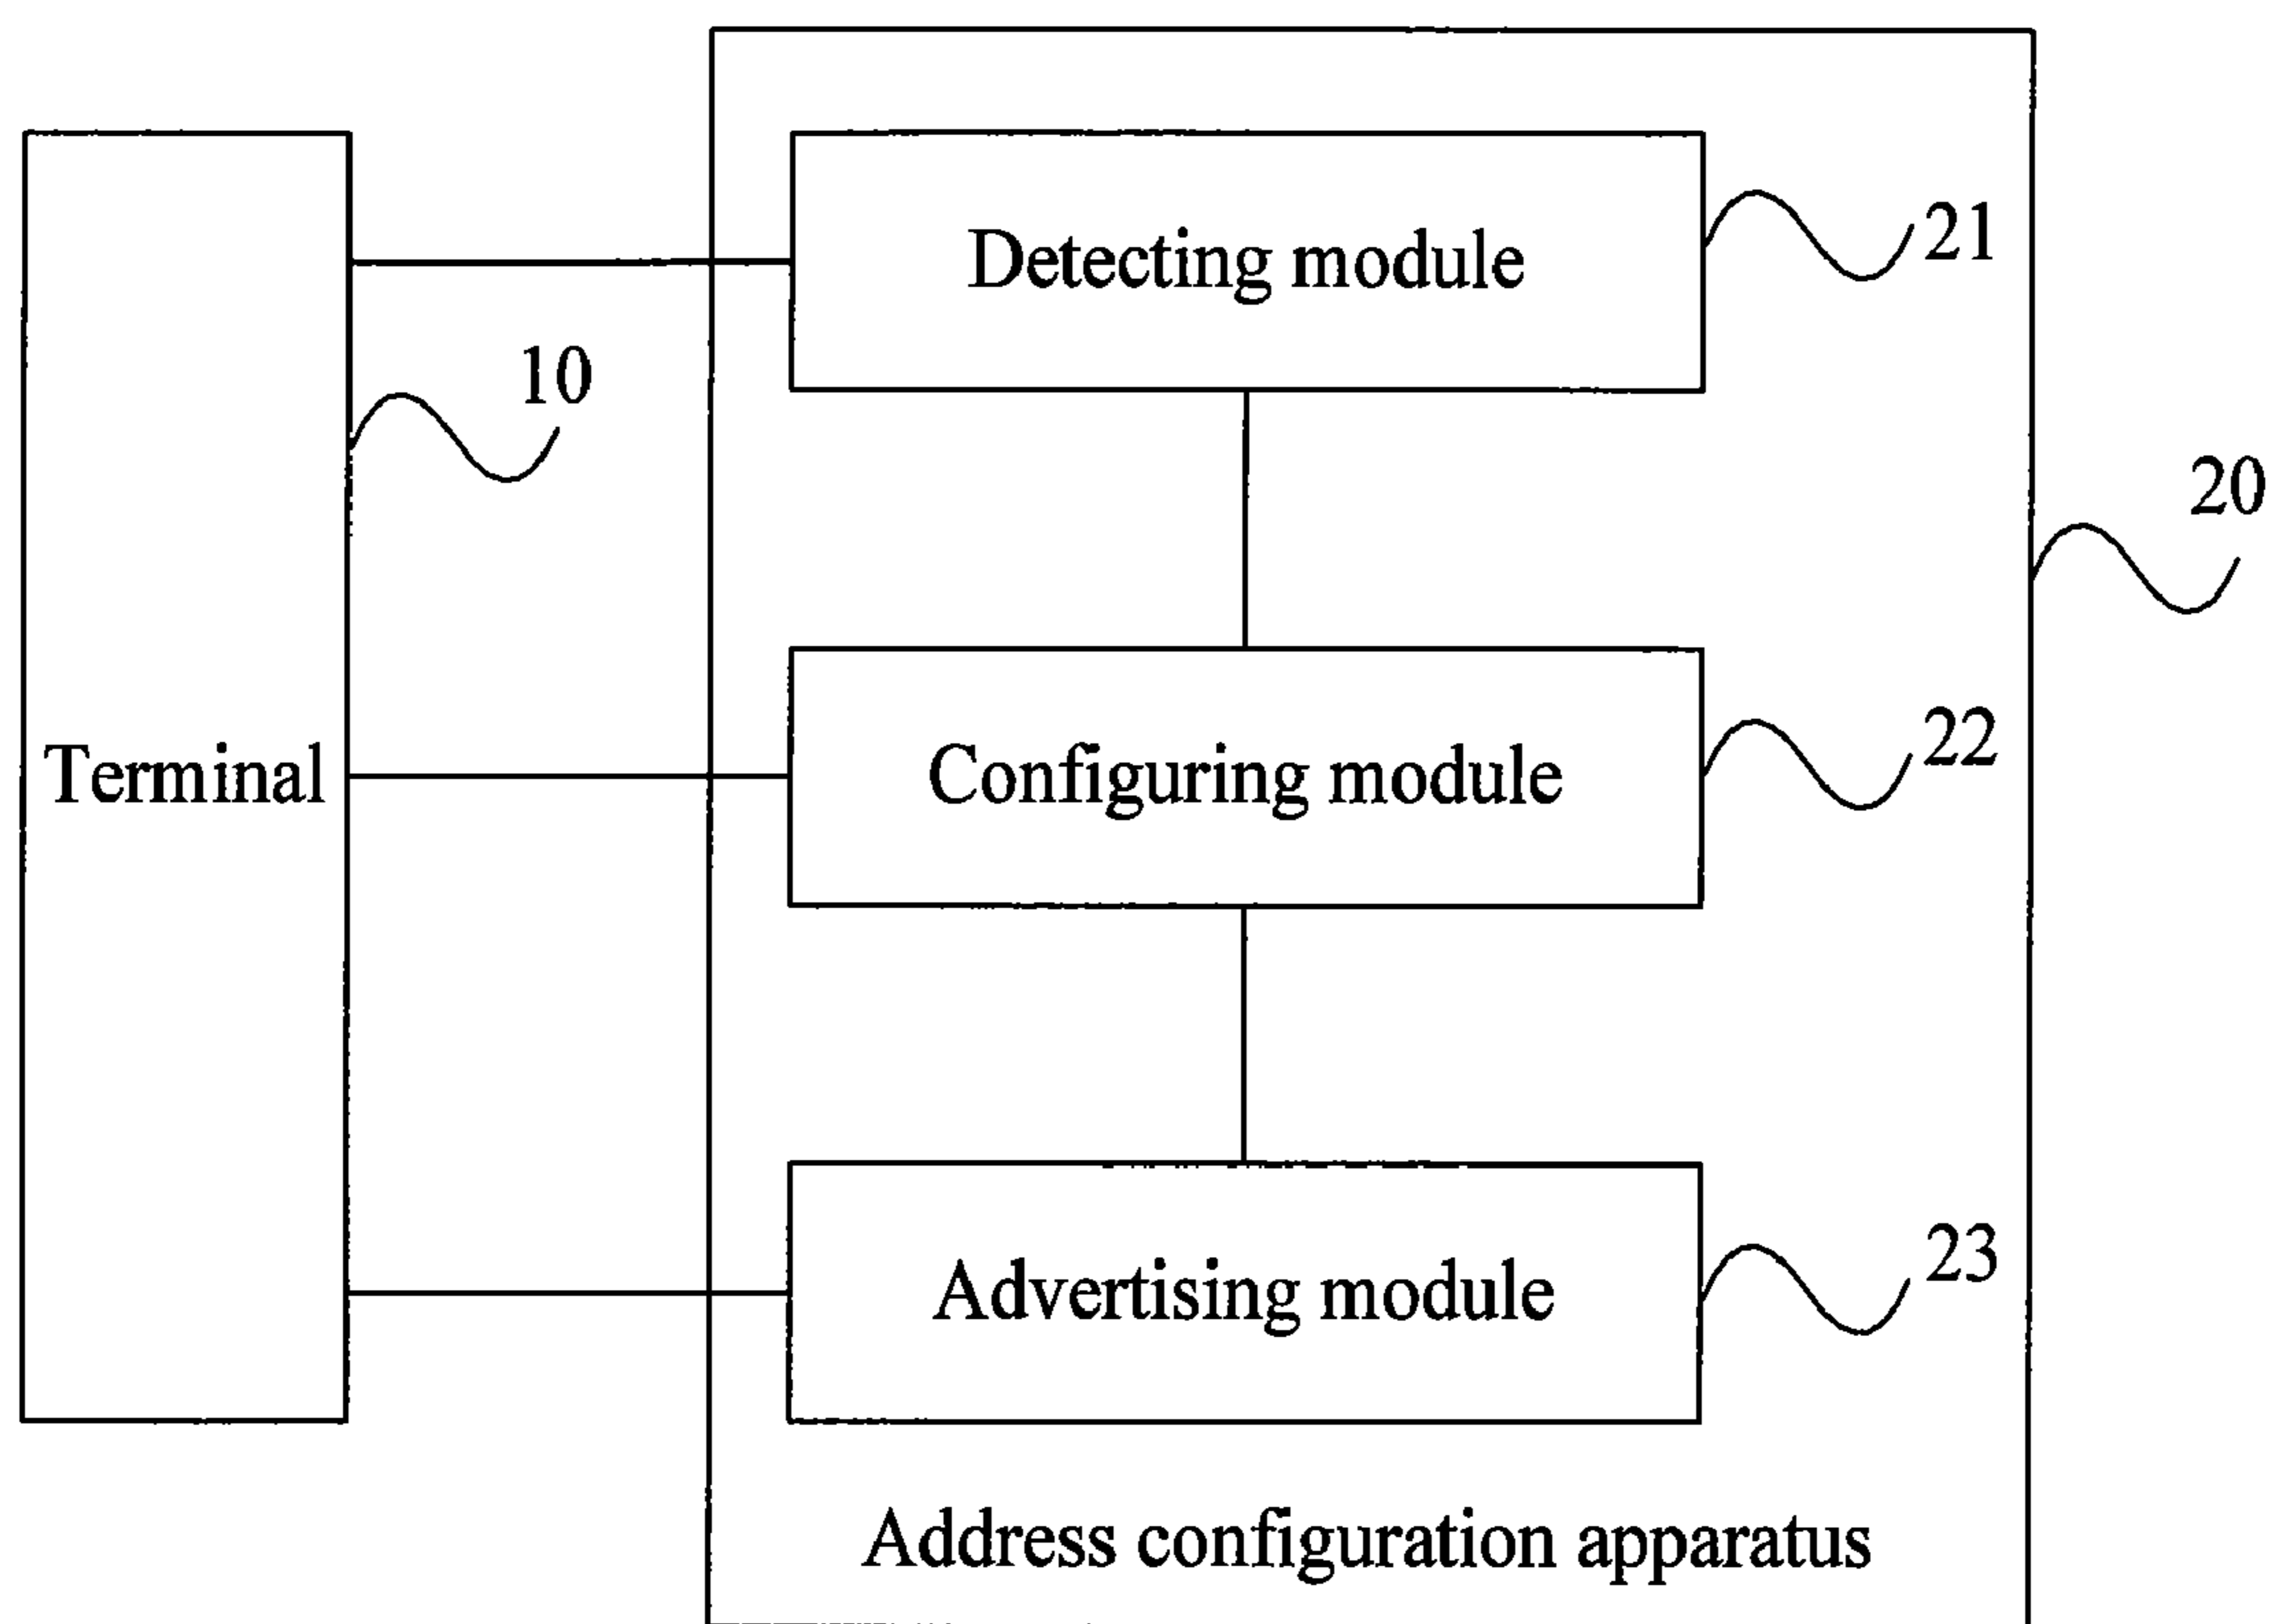 Detecting module
21
10
20
Terminal
Configuring module
22
Advertising module
23
Address configuration apparatus